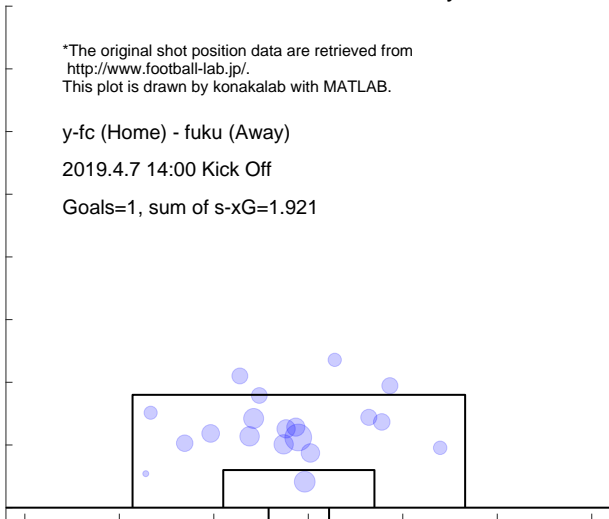 *The original shot position data are retrieved from
http://www.football-lab.jp/.
This plot is drawn by konakalab with MATLAB.
y-fc (Home) - fuku (Away)
2019.4.7 14:00 Kick Off
Goals=1, sum of s-xG=1.921